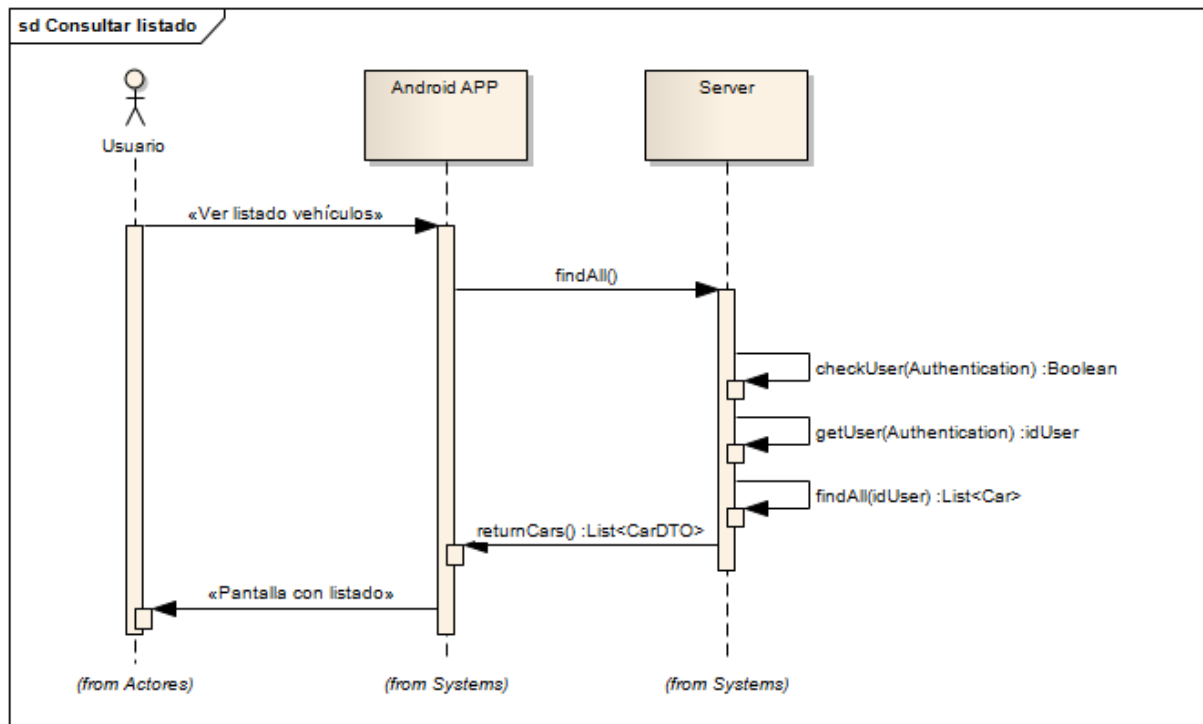 sd Consultar listado
Android APP
Server
Usuario
«Ver listado vehículos»
findAll()
checkUser(Authentication) :Boolean
getUser(Authentication) :idUser
findAll(idUser) :List<Car>
returnCars() :List<CarDTO>
«Pantalla con listado»
(from Actores)
(from Systems)
(from Systems)